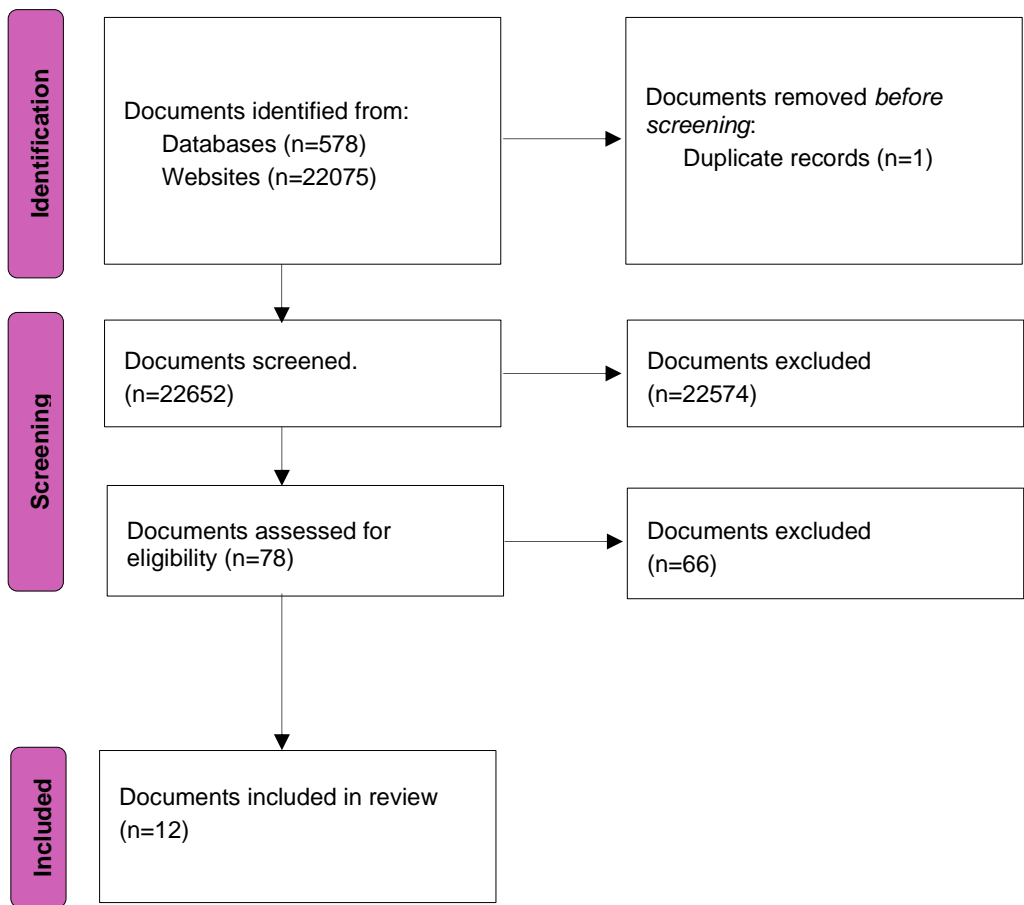 Identification
Documents identified from:
Databases (n=578)
Websites (n=22075)
Documents removed before
screening:
Duplicate records (n=1)
Screening
Documents screened.
(n=22652)
Documents excluded
(n=22574)
Documents assessed for
eligibility (n=78)
Documents excluded
(n=66)
Included
Documents included in review
(n=12)